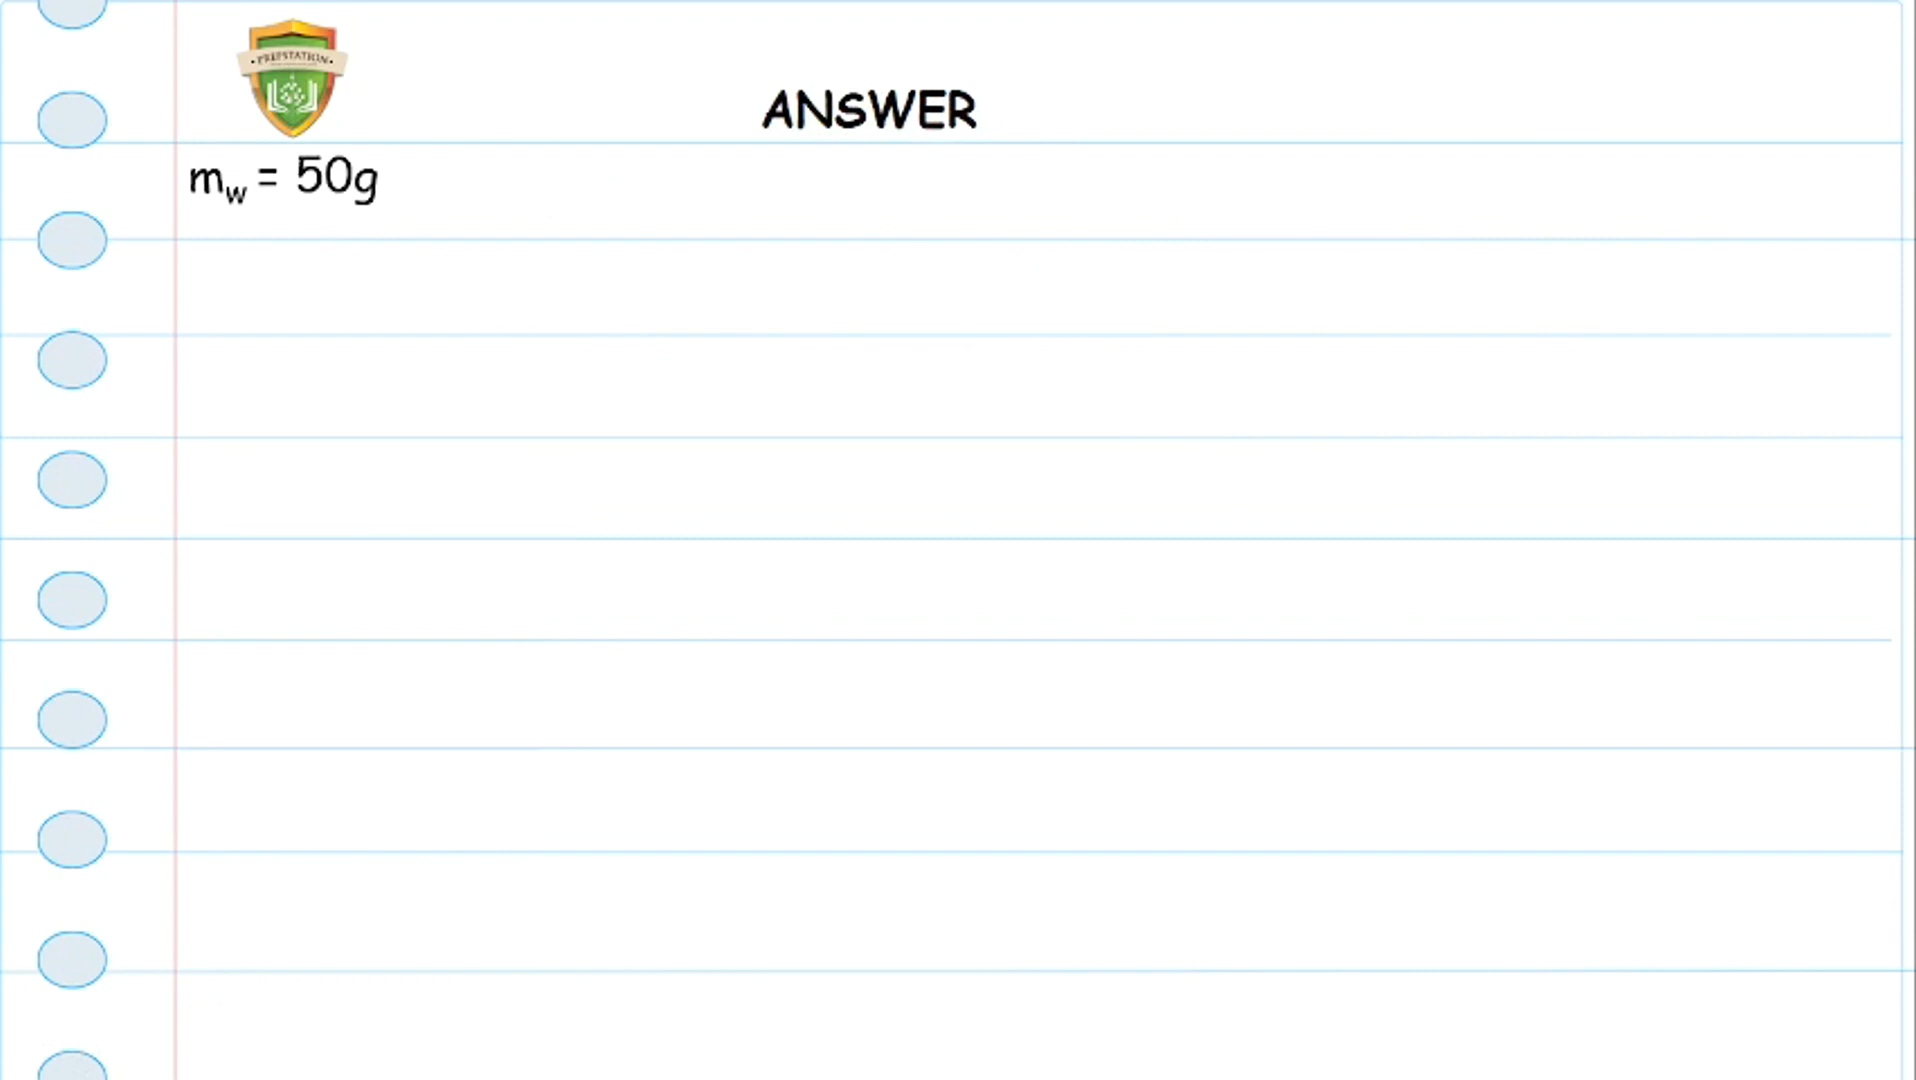 • PREPSTATION •
ANSWER
m_w = 50g